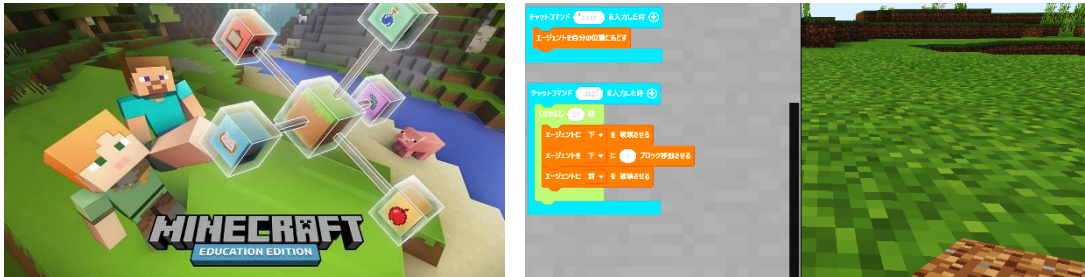 MINECRAFT
EDUCATION EDITION
チャットコマンド "come" を入力した時
エージェントを自分の位置にもどす
チャットコマンド "dig" を入力した時
くりかえし 回
エージェントに 下 ▼ を 破壊させる
エージェントを 下 ▼ に ブロック移動させる
エージェントに 前 ▼ を 破壊させる